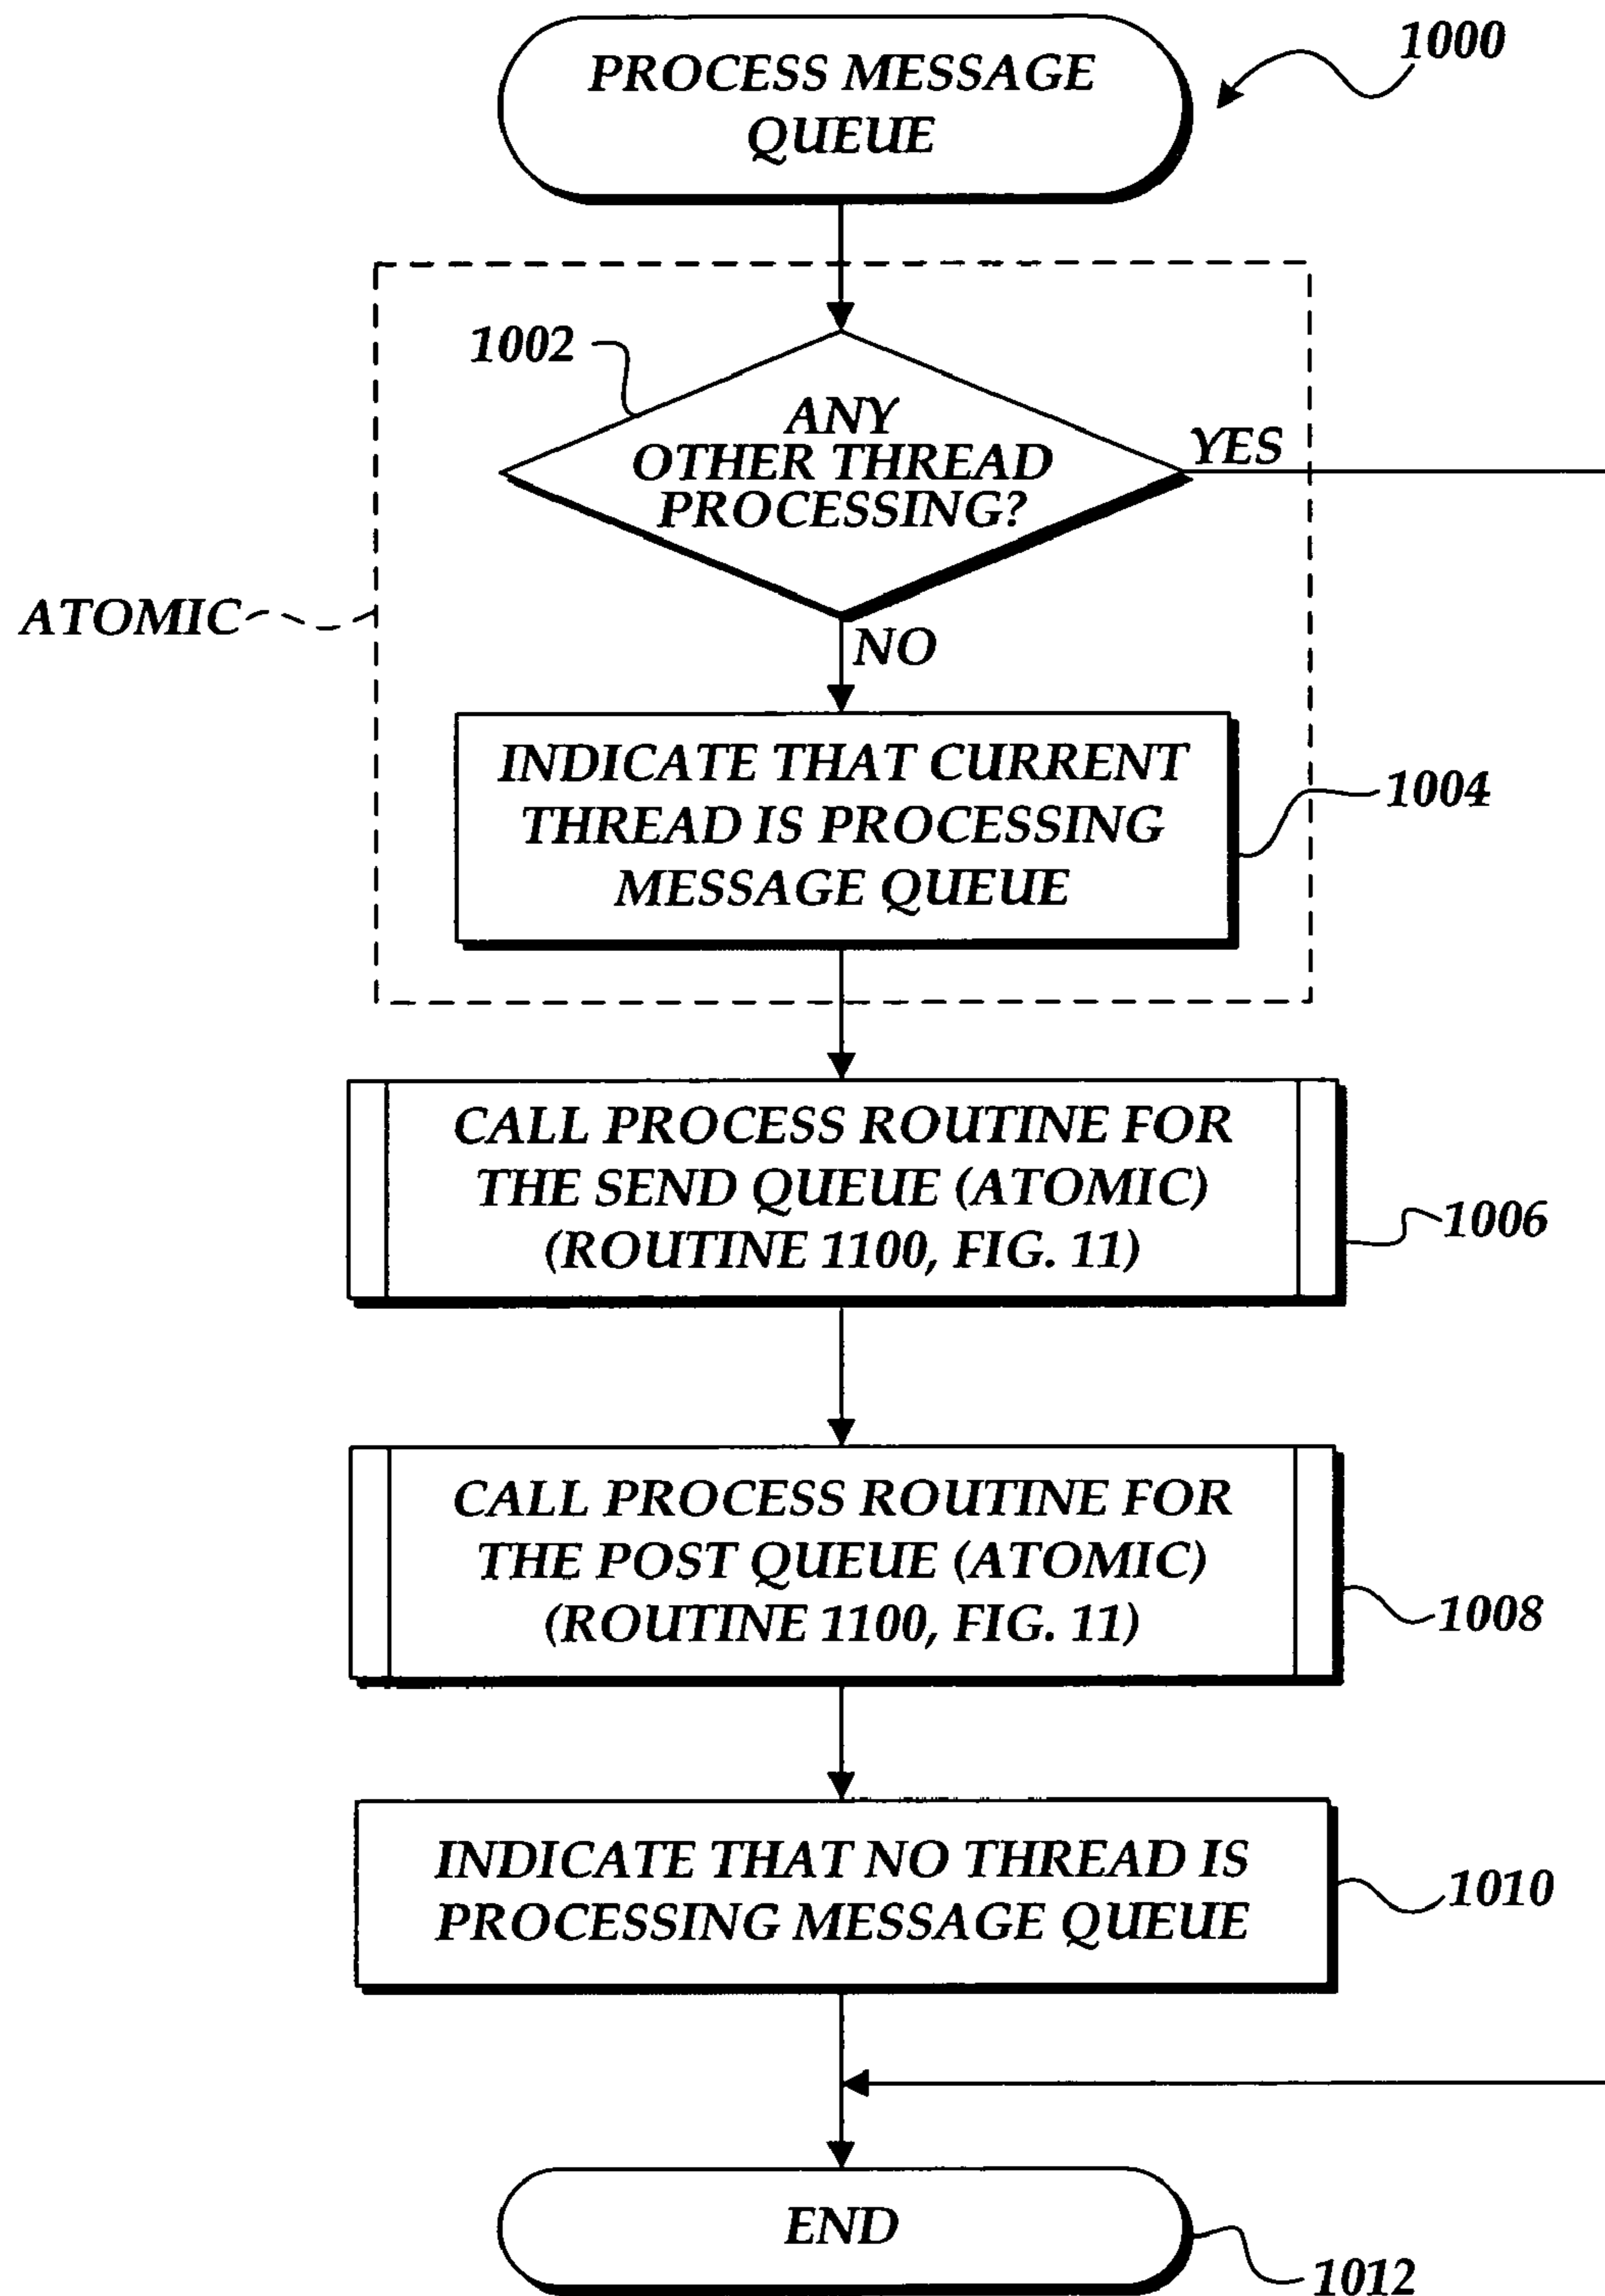 PROCESS MESSAGE
QUEUE
1000
1002
ANY
OTHER THREAD
PROCESSING?
YES
ATOMIC
NO
INDICATE THAT CURRENT
THREAD IS PROCESSING
MESSAGE QUEUE
1004
CALL PROCESS ROUTINE FOR
THE SEND QUEUE (ATOMIC)
(ROUTINE 1100, FIG. 11)
1006
CALL PROCESS ROUTINE FOR
THE POST QUEUE (ATOMIC)
(ROUTINE 1100, FIG. 11)
1008
INDICATE THAT NO THREAD IS
PROCESSING MESSAGE QUEUE
1010
END
1012